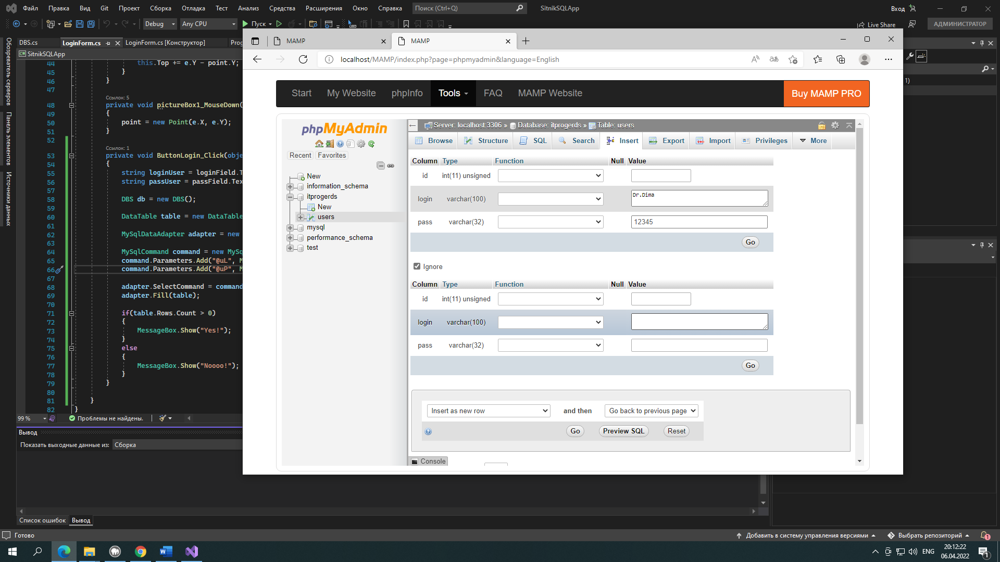 Файл Правка Вид Git Проект Сборка Отладка Тест Анализ Средства Расширения Окно Справка Поиск (Ctrl+Q) SitnikSQLApp Вход
Debug Any CPU Пуск Live Share АДМИНИСТРАТОР
Обозреватель серверов
Панель элементов
Источники данных
DBS.cs LoginForm.cs LoginForm.cs [Конструктор] Prog
SitnikSQLApp
44 this.Top += e.Y - point.Y;
45 }
46 }
47
Ссылок: 5
48 private void pictureBox1_MouseDown(
49 {
50 point = new Point(e.X, e.Y);
51 }
52
Ссылок: 1
53 private void ButtonLogin_Click(obje
54 {
55 string loginUser = loginField.T
56 string passUser = passField.Tex
57
58 DBS db = new DBS();
59
60 DataTable table = new DataTable
61
62 MySqlDataAdapter adapter = new
63
64 MySqlCommand command = new MySq
65 command.Parameters.Add("@uL", M
66 command.Parameters.Add("@uP", M
67
68 adapter.SelectCommand = command
69 adapter.Fill(table);
70
71 if(table.Rows.Count > 0)
72 {
73 MessageBox.Show("Yes!");
74 }
75 else
76 {
77 MessageBox.Show("Noooo!");
78 }
79 }
80
81 }
82 }
99 % Проблемы не найдены.
Вывод
Показать выходные данные из: Сборка
Список ошибок Вывод
Готово Добавить в систему управления версиями Выбрать репозиторий 1
MAMP MAMP
localhost/MAMP/index.php?page=phpmyadmin&language=English
Start My Website phpInfo Tools FAQ MAMP Website Buy MAMP PRO
phpMyAdmin
Recent Favorites
New
information_schema
itprogerds
New
users
mysql
performance_schema
test
Server: localhost:3306 » Database: itprogerds » Table: users
Browse Structure SQL Search Insert Export Import Privileges More
Column Type Function Null Value
id int(11) unsigned
login varchar(100) Dr.Dima
pass varchar(32) 12345
Go
Ignore
Column Type Function Null Value
id int(11) unsigned
login varchar(100)
pass varchar(32)
Go
Insert as new row and then Go back to previous page
Go Preview SQL Reset
Console
1)
ENG 20:12:22
06.04.2022 1